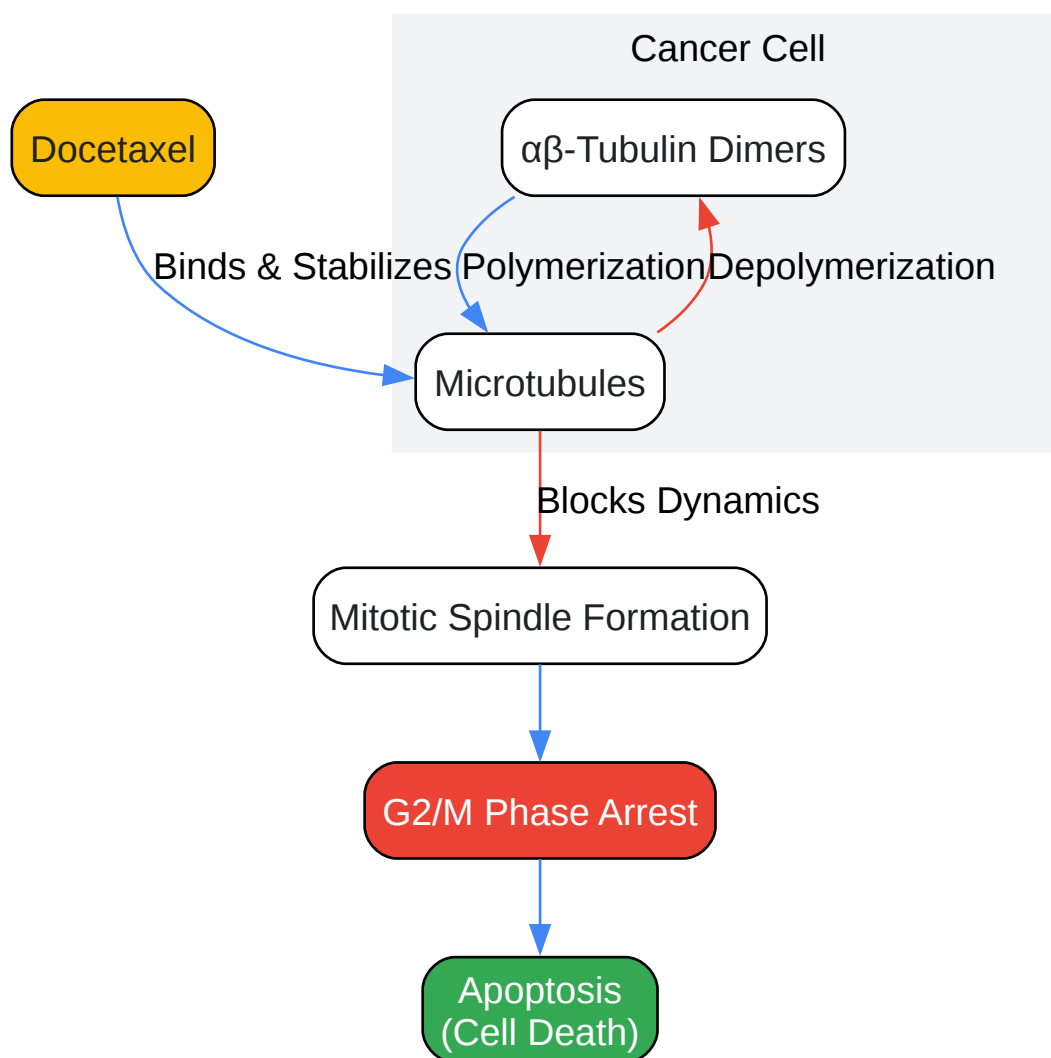 Cancer Cell
Docetaxel
αβ-Tubulin Dimers
Binds & Stabilizes
Polymerization
Depolymerization
Microtubules
Blocks Dynamics
Mitotic Spindle Formation
G2/M Phase Arrest
Apoptosis
(Cell Death)